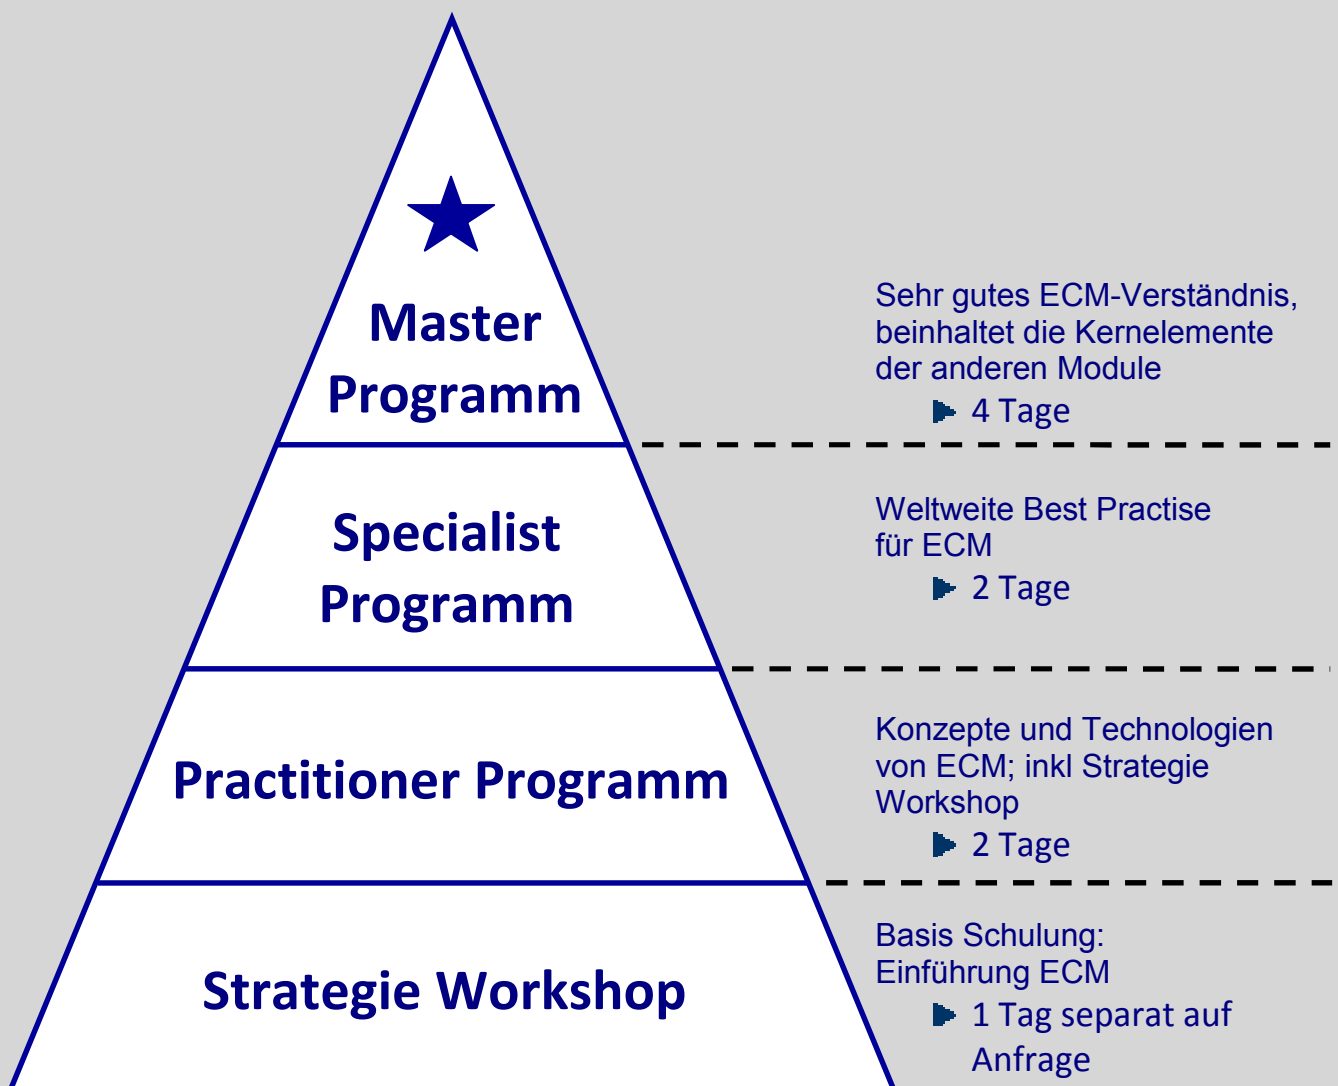 Master
Programm
Sehr gutes ECM-Verständnis,
beinhaltet die Kernelemente
der anderen Module
4 Tage
Specialist
Programm
Weltweite Best Practise
für ECM
2 Tage
Practitioner Programm
Konzepte und Technologien
von ECM; inkl Strategie
Workshop
2 Tage
Strategie Workshop
Basis Schulung:
Einführung ECM
1 Tag separat auf
Anfrage